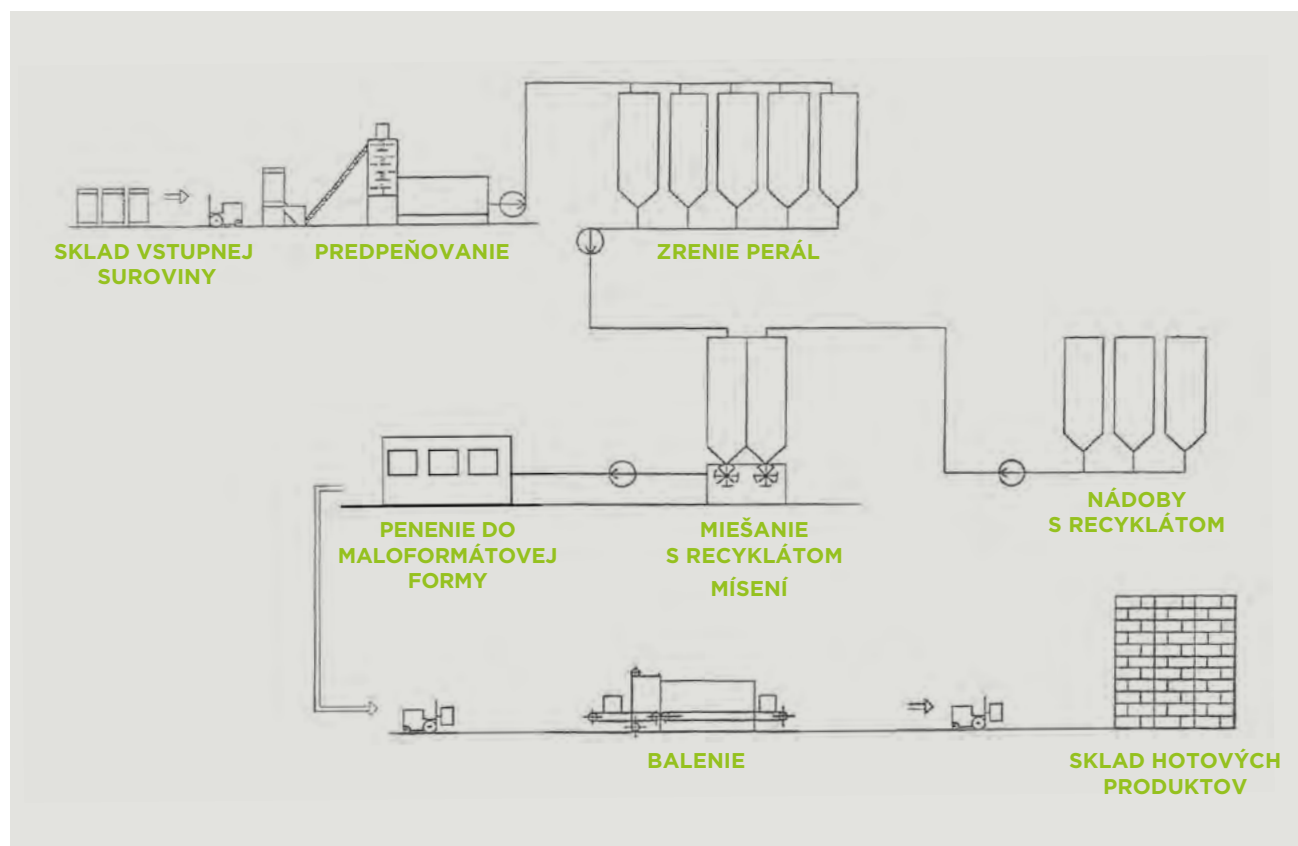 SKLAD VSTUPNEJ
SUROVINY
PREDPEŇOVANIE
ZRENIE PERÁL
NÁDOBY
S RECYKLÁTOM
PENENIE DO
MALOFORMÁTOVEJ
FORMY
MIEŠANIE
S RECYKLÁTOM
MÍSENÍ
BALENIE
SKLAD HOTOVÝCH
PRODUKTOV